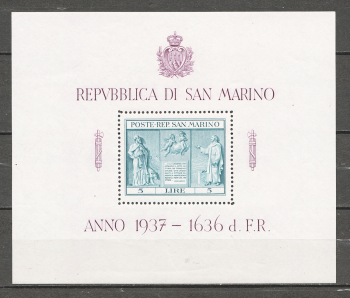 REPVBBLICA DI SAN MARINO
POSTE·REP. SAN MARINO
5 LIRE 5
ANNO 1937 - 1636 d. F. R.